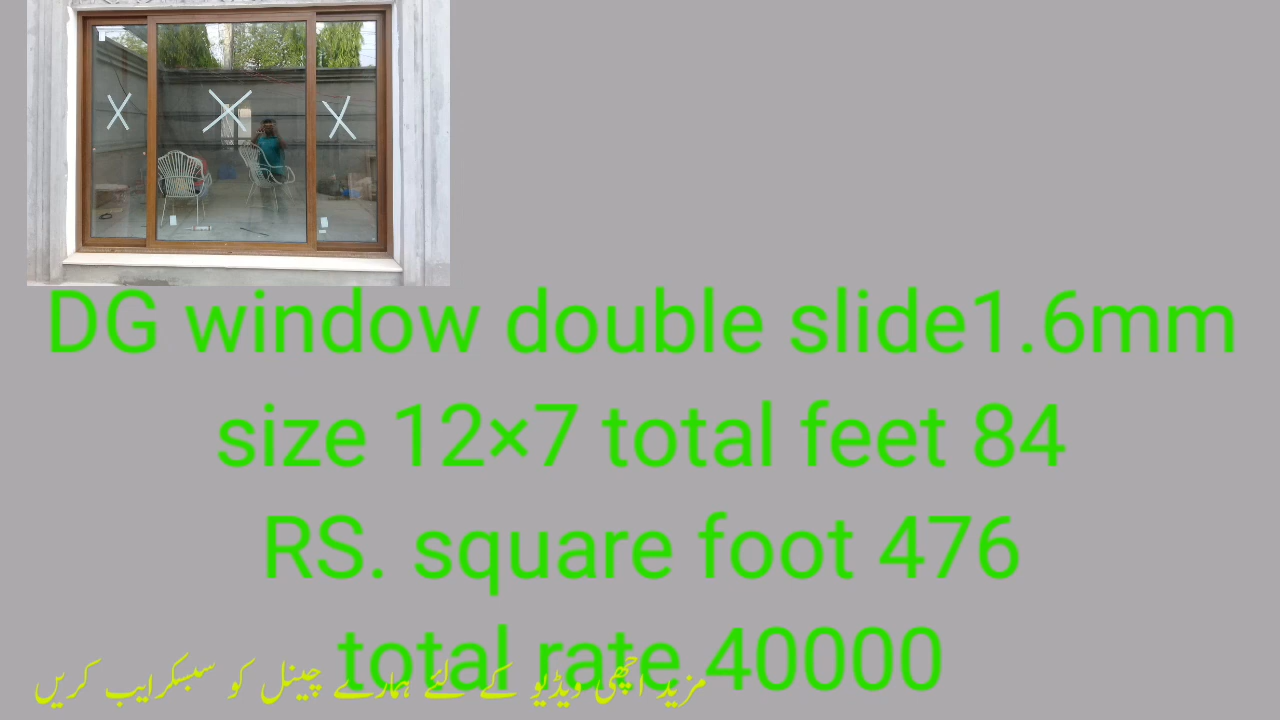 DG window double slide1.6mm
size 12×7 total feet 84
RS. square foot 476
total rate 40000
مزید اچھی ویڈیو کے لئے ہمارے چینل کو سبسکرایب کریں